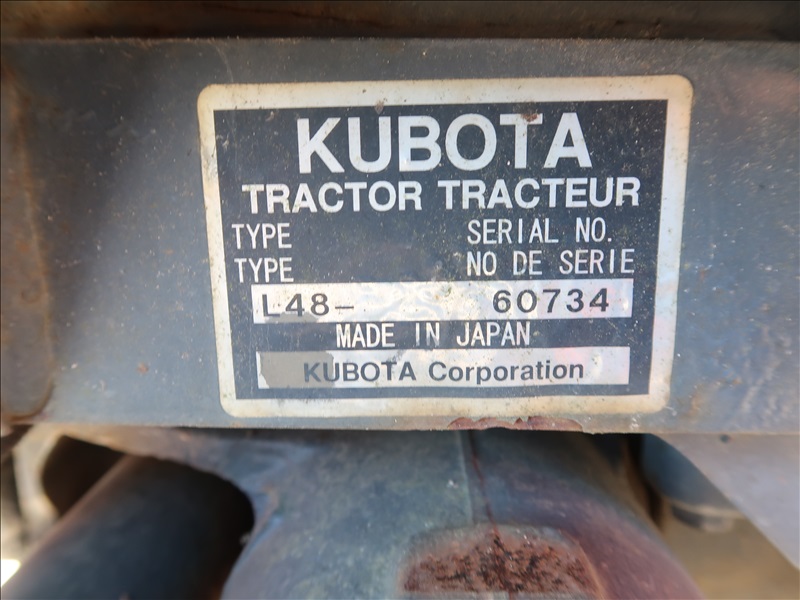 KUBOTA
TRACTOR TRACTEUR
TYPE SERIAL NO.
TYPE NO DE SERIE
L48- 60734
MADE IN JAPAN
KUBOTA Corporation